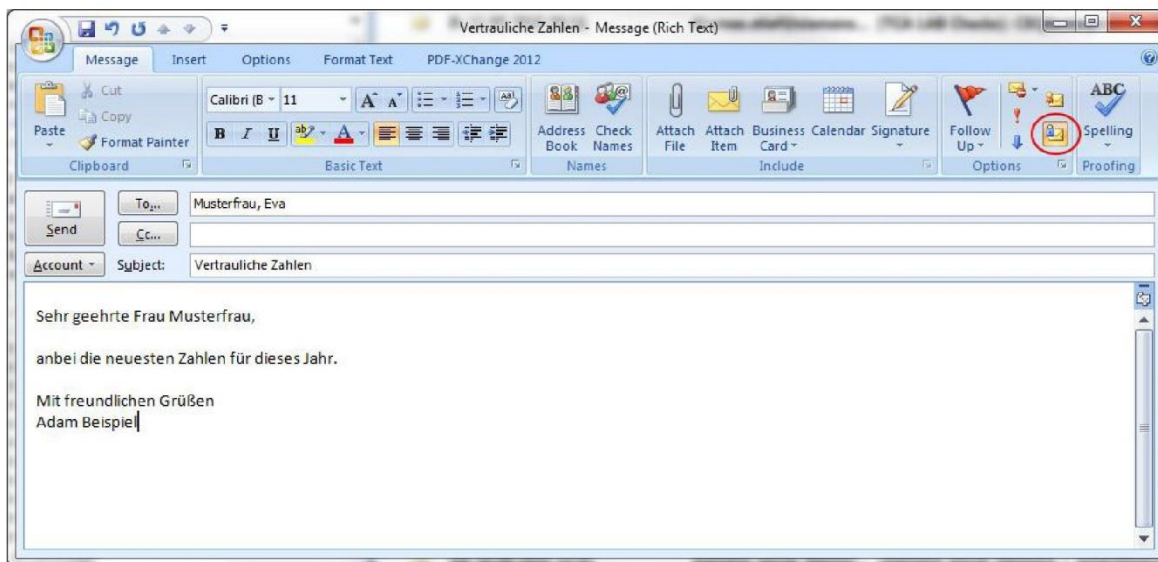 Vertrauliche Zahlen - Message (Rich Text)
Message Insert Options Format Text PDF-XChange 2012
Cut
Copy
Paste
Format Painter
Clipboard
Calibri (B 11
B I U
Basic Text
Address Book
Check Names
Names
Attach File
Attach Item
Business Card
Calendar
Signature
Include
Follow Up
Options
ABC
Spelling
Proofing
Send
To...
Musterfrau, Eva
Cc...
Account
Subject:
Vertrauliche Zahlen
Sehr geehrte Frau Musterfrau,
anbei die neuesten Zahlen für dieses Jahr.
Mit freundlichen Grüßen
Adam Beispiel